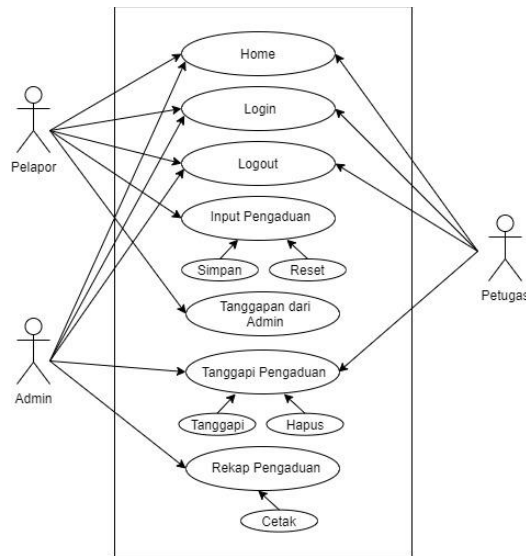 Home
Login
Pelapor
Logout
Input Pengaduan
Simpan
Reset
Petugas
Tanggapan dari
Admin
Admin
Tanggapi Pengaduan
Tanggapi
Hapus
Rekap Pengaduan
Cetak